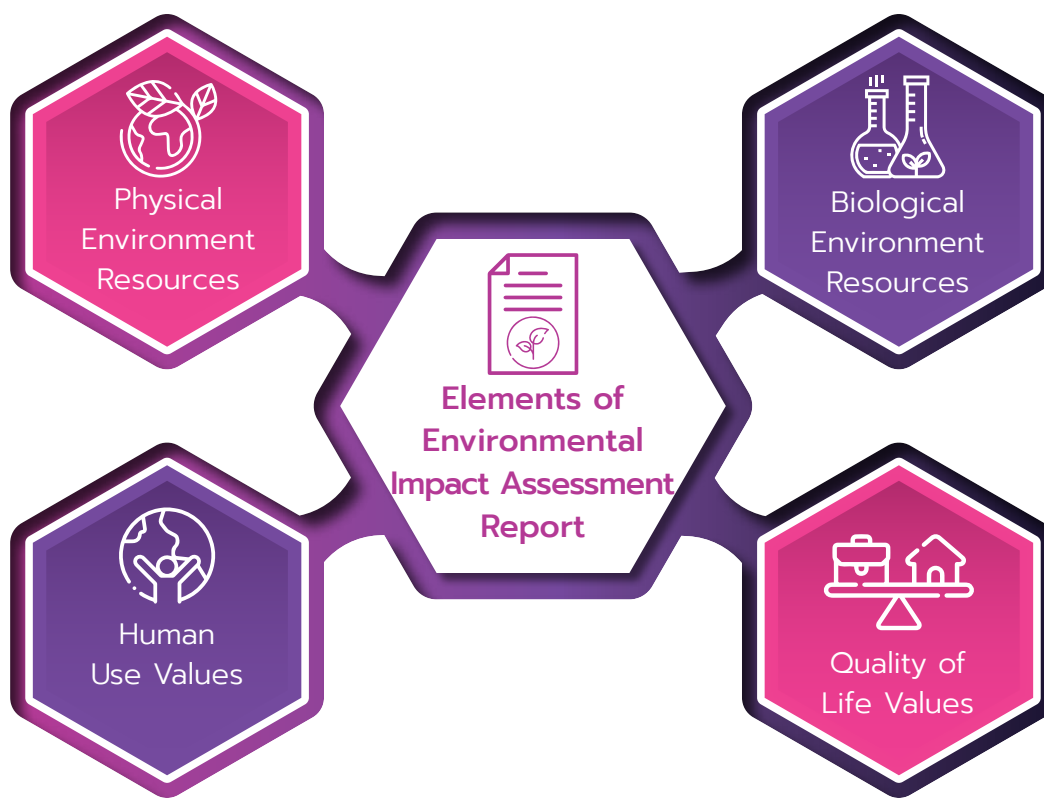 Physical
Environment
Resources
Biological
Environment
Resources
Elements of
Environmental
Impact Assessment
Report
Human
Use Values
Quality of
Life Values